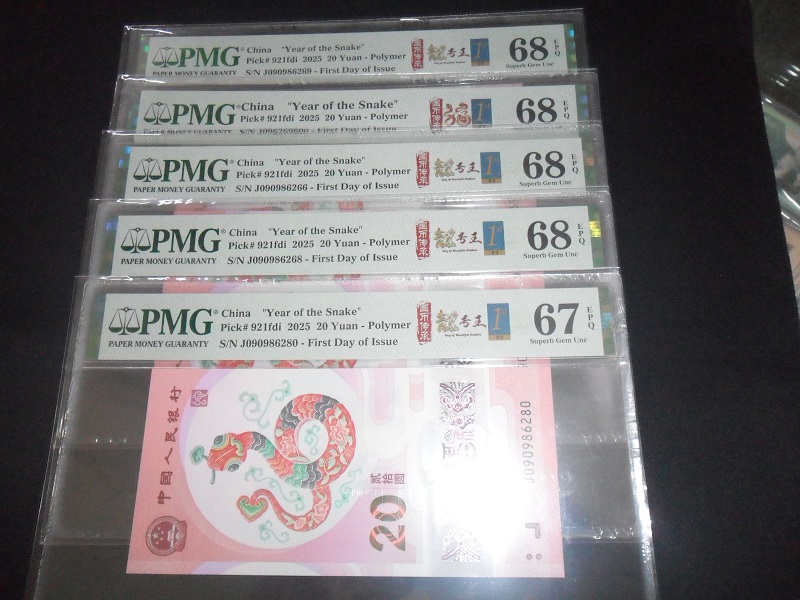 PMG® China "Year of the Snake" 68 EPQ
Pick# 921fdi 2025 20 Yuan - Polymer
PAPER MONEY GUARANTY S/N J090986269 - First Day of Issue Superb Gem Unc
PMG® China "Year of the Snake" 68 EPQ
Pick# 921fdi 2025 20 Yuan - Polymer
PMG® China "Year of the Snake" 68 EPQ
Pick# 921fdi 2025 20 Yuan - Polymer
PAPER MONEY GUARANTY S/N J090986266 - First Day of Issue Superb Gem Unc
PMG® China "Year of the Snake" 68 EPQ
Pick# 921fdi 2025 20 Yuan - Polymer
PAPER MONEY GUARANTY S/N J090986268 - First Day of Issue Superb Gem Unc
PMG® China "Year of the Snake" 67 EPQ
Pick# 921fdi 2025 20 Yuan - Polymer
PAPER MONEY GUARANTY S/N J090986280 - First Day of Issue Superb Gem Unc
中国人民银行
贰拾圆
20
J090986280